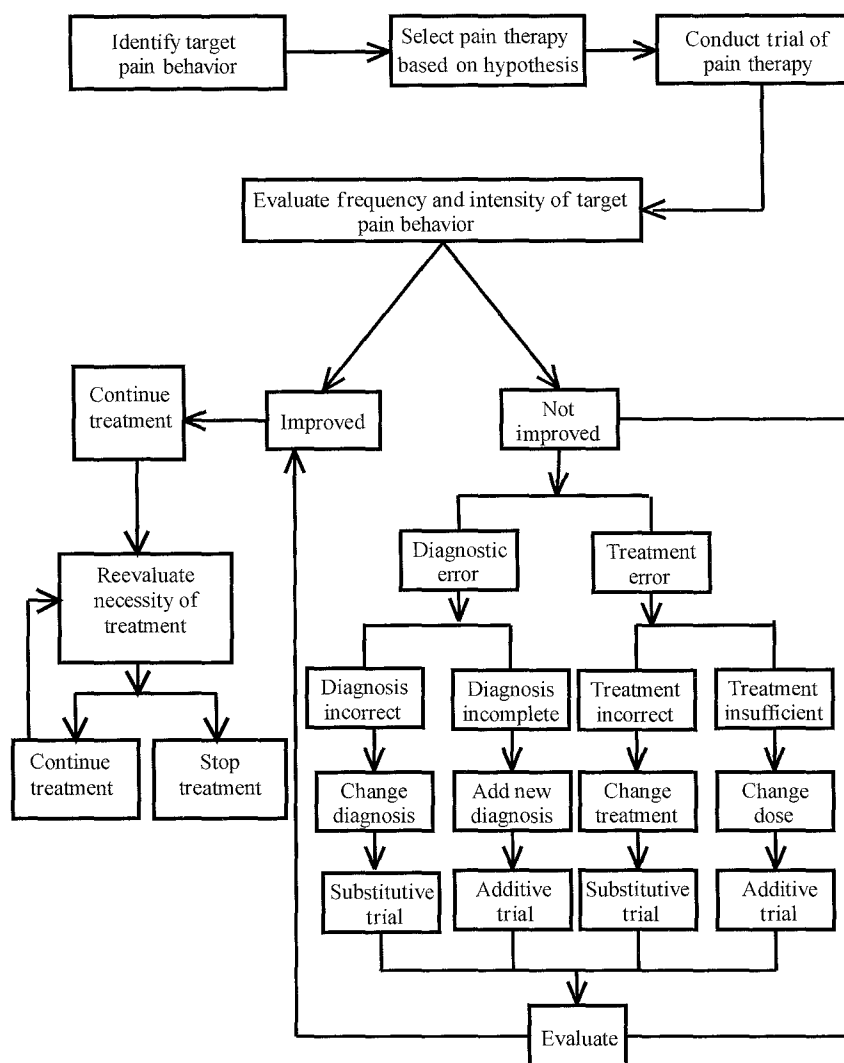 Identify target
pain behavior
Select pain therapy
based on hypothesis
Conduct trial of
pain therapy
Evaluate frequency and intensity of target
pain behavior
Continue
treatment
Improved
Not
improved
Diagnostic
error
Treatment
error
Reevaluate
necessity of
treatment
Diagnosis
incorrect
Diagnosis
incomplete
Treatment
incorrect
Treatment
insufficient
Continue
treatment
Stop
treatment
Change
diagnosis
Add new
diagnosis
Change
treatment
Change
dose
Substitutive
trial
Additive
trial
Substitutive
trial
Additive
trial
Evaluate